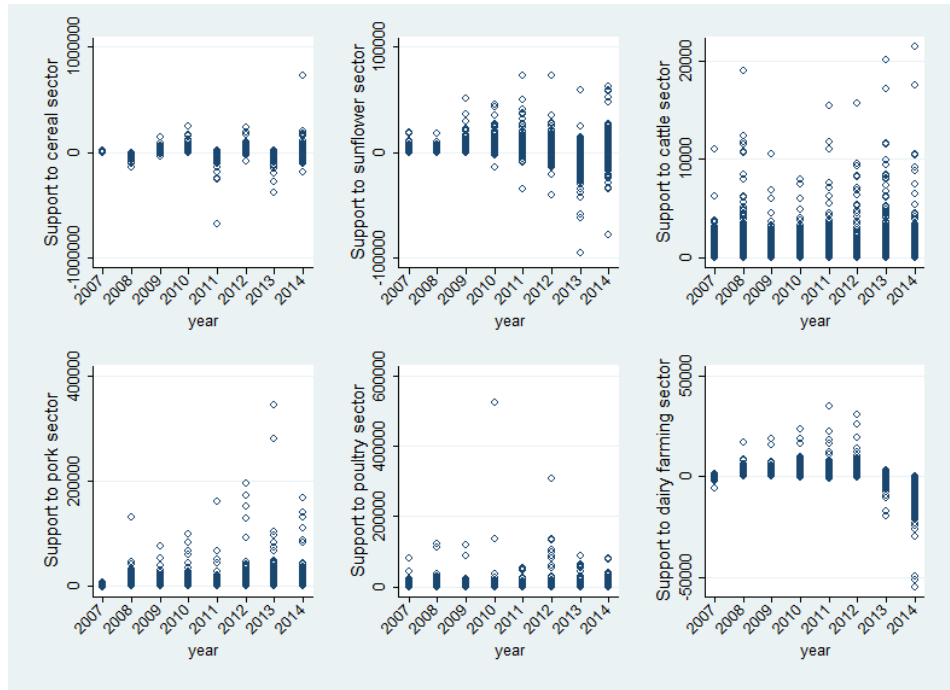 Support to cereal sector
1000000
0
-1000000
2007 2008 2009 2010 2011 2012 2013 2014
year
Support to sunflower sector
100000
0
-100000
2007 2008 2009 2010 2011 2012 2013 2014
year
Support to cattle sector
20000
10000
0
2007 2008 2009 2010 2011 2012 2013 2014
year
Support to pork sector
400000
200000
0
2007 2008 2009 2010 2011 2012 2013 2014
year
Support to poultry sector
600000
400000
200000
0
2007 2008 2009 2010 2011 2012 2013 2014
year
Support to dairy farming sector
50000
0
-50000
2007 2008 2009 2010 2011 2012 2013 2014
year